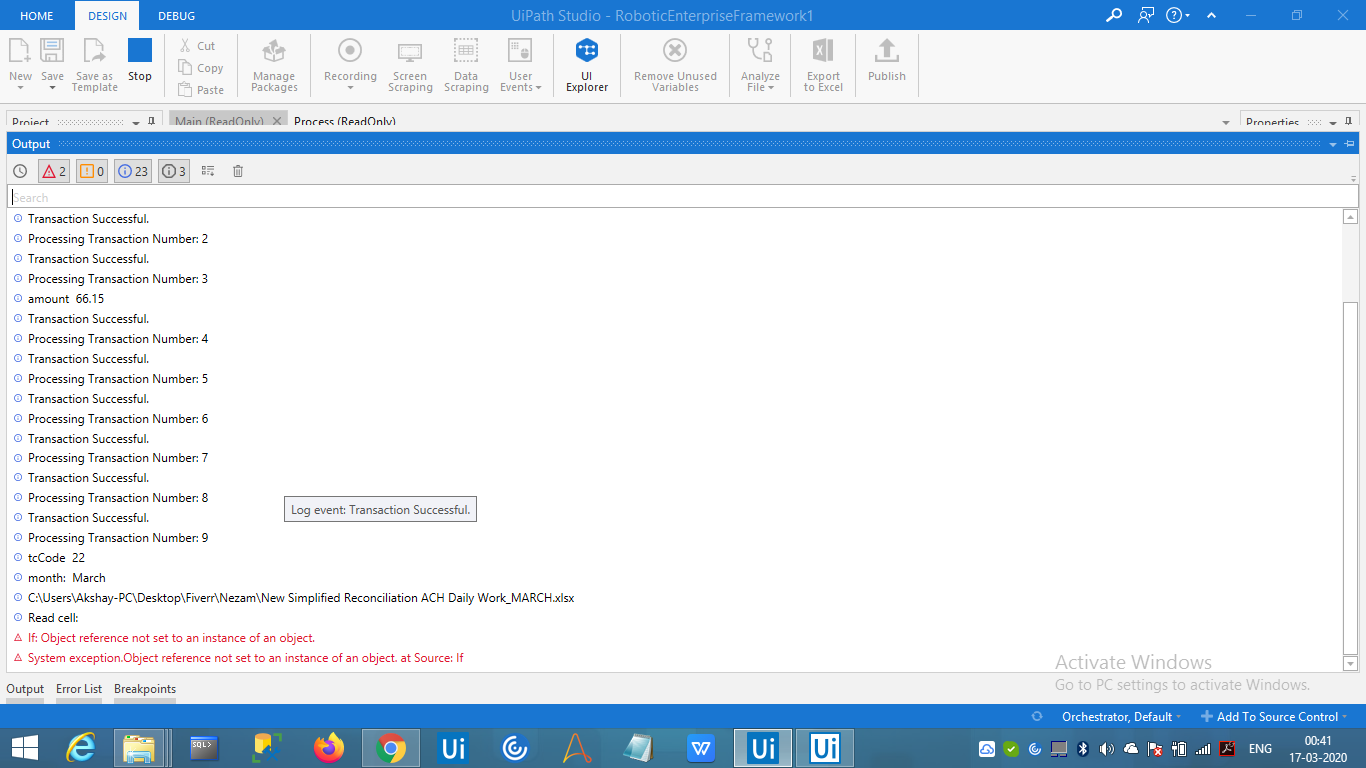 HOME DESIGN DEBUG UiPath Studio - RoboticEnterpriseFramework1
New Save Save as Template Stop Cut Copy Paste Manage Packages Recording Screen Scraping Data Scraping User Events UI Explorer Remove Unused Variables Analyze File Export to Excel Publish
Project Main (ReadOnly) Process (ReadOnly) Properties
Output
2 0 23 3
Search
Transaction Successful.
Processing Transaction Number: 2
Transaction Successful.
Processing Transaction Number: 3
amount 66.15
Transaction Successful.
Processing Transaction Number: 4
Transaction Successful.
Processing Transaction Number: 5
Transaction Successful.
Processing Transaction Number: 6
Transaction Successful.
Processing Transaction Number: 7
Transaction Successful.
Processing Transaction Number: 8
Log event: Transaction Successful.
Transaction Successful.
Processing Transaction Number: 9
tcCode 22
month: March
C:\Users\Akshay-PC\Desktop\Fiverr\Nezam\New Simplified Reconciliation ACH Daily Work_MARCH.xlsx
Read cell:
If: Object reference not set to an instance of an object.
System exception.Object reference not set to an instance of an object. at Source: If
Activate Windows
Go to PC settings to activate Windows.
Output Error List Breakpoints
Orchestrator, Default Add To Source Control
SQL> Ui W Ui Ui ENG 00:41
17-03-2020